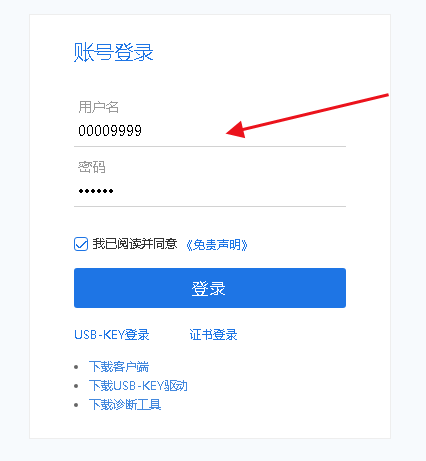 账号登录
用户名
00009999
密码
••••••
我已阅读并同意 《免责声明》
登录
USB-KEY登录 证书登录
下载客户端
下载USB-KEY驱动
下载诊断工具